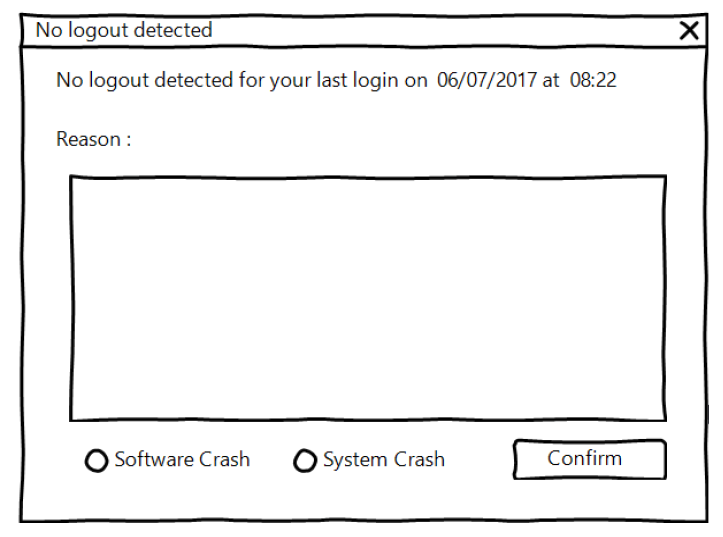 No logout detected
No logout detected for your last login on 06/07/2017 at 08:22
Reason :
Software Crash System Crash Confirm